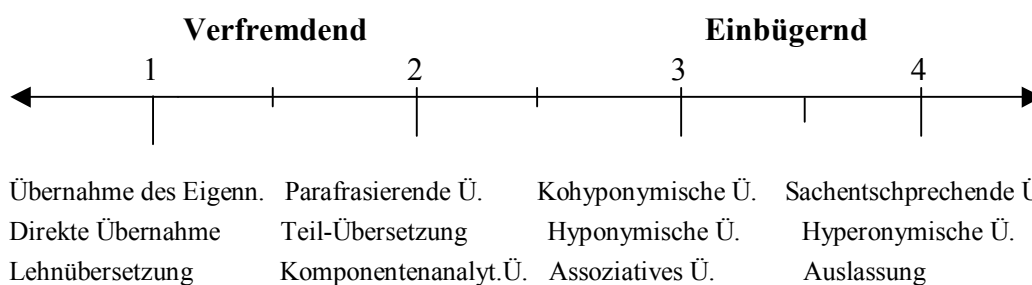 Verfremdend Einbügernd
1 2 3 4
Übernahme des Eigenn. Parafrasierende Ü. Kohyponymische Ü. Sachentschprechende Ü
Direkte Übernahme Teil-Übersetzung Hyponymische Ü. Hyperonymische Ü.
Lehnübersetzung Komponentenanalyt.Ü. Assoziatives Ü. Auslassung